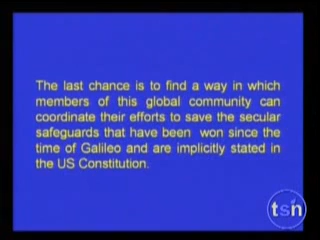 The last chance is to find a way in which
members of this global community can
coordinate their efforts to save the secular
safeguards that have been won since the
time of Galileo and are implicitly stated in
the US Constitution.
tsn